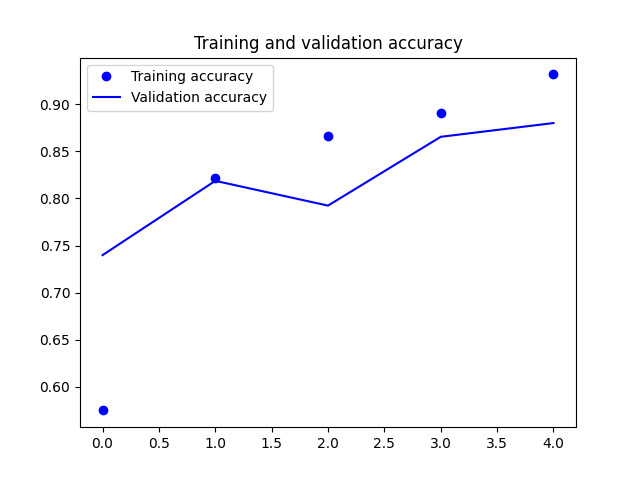 Training and validation accuracy
Training accuracy
Validation accuracy
0.90
0.85
0.80
0.75
0.70
0.65
0.60
0.0 0.5 1.0 1.5 2.0 2.5 3.0 3.5 4.0